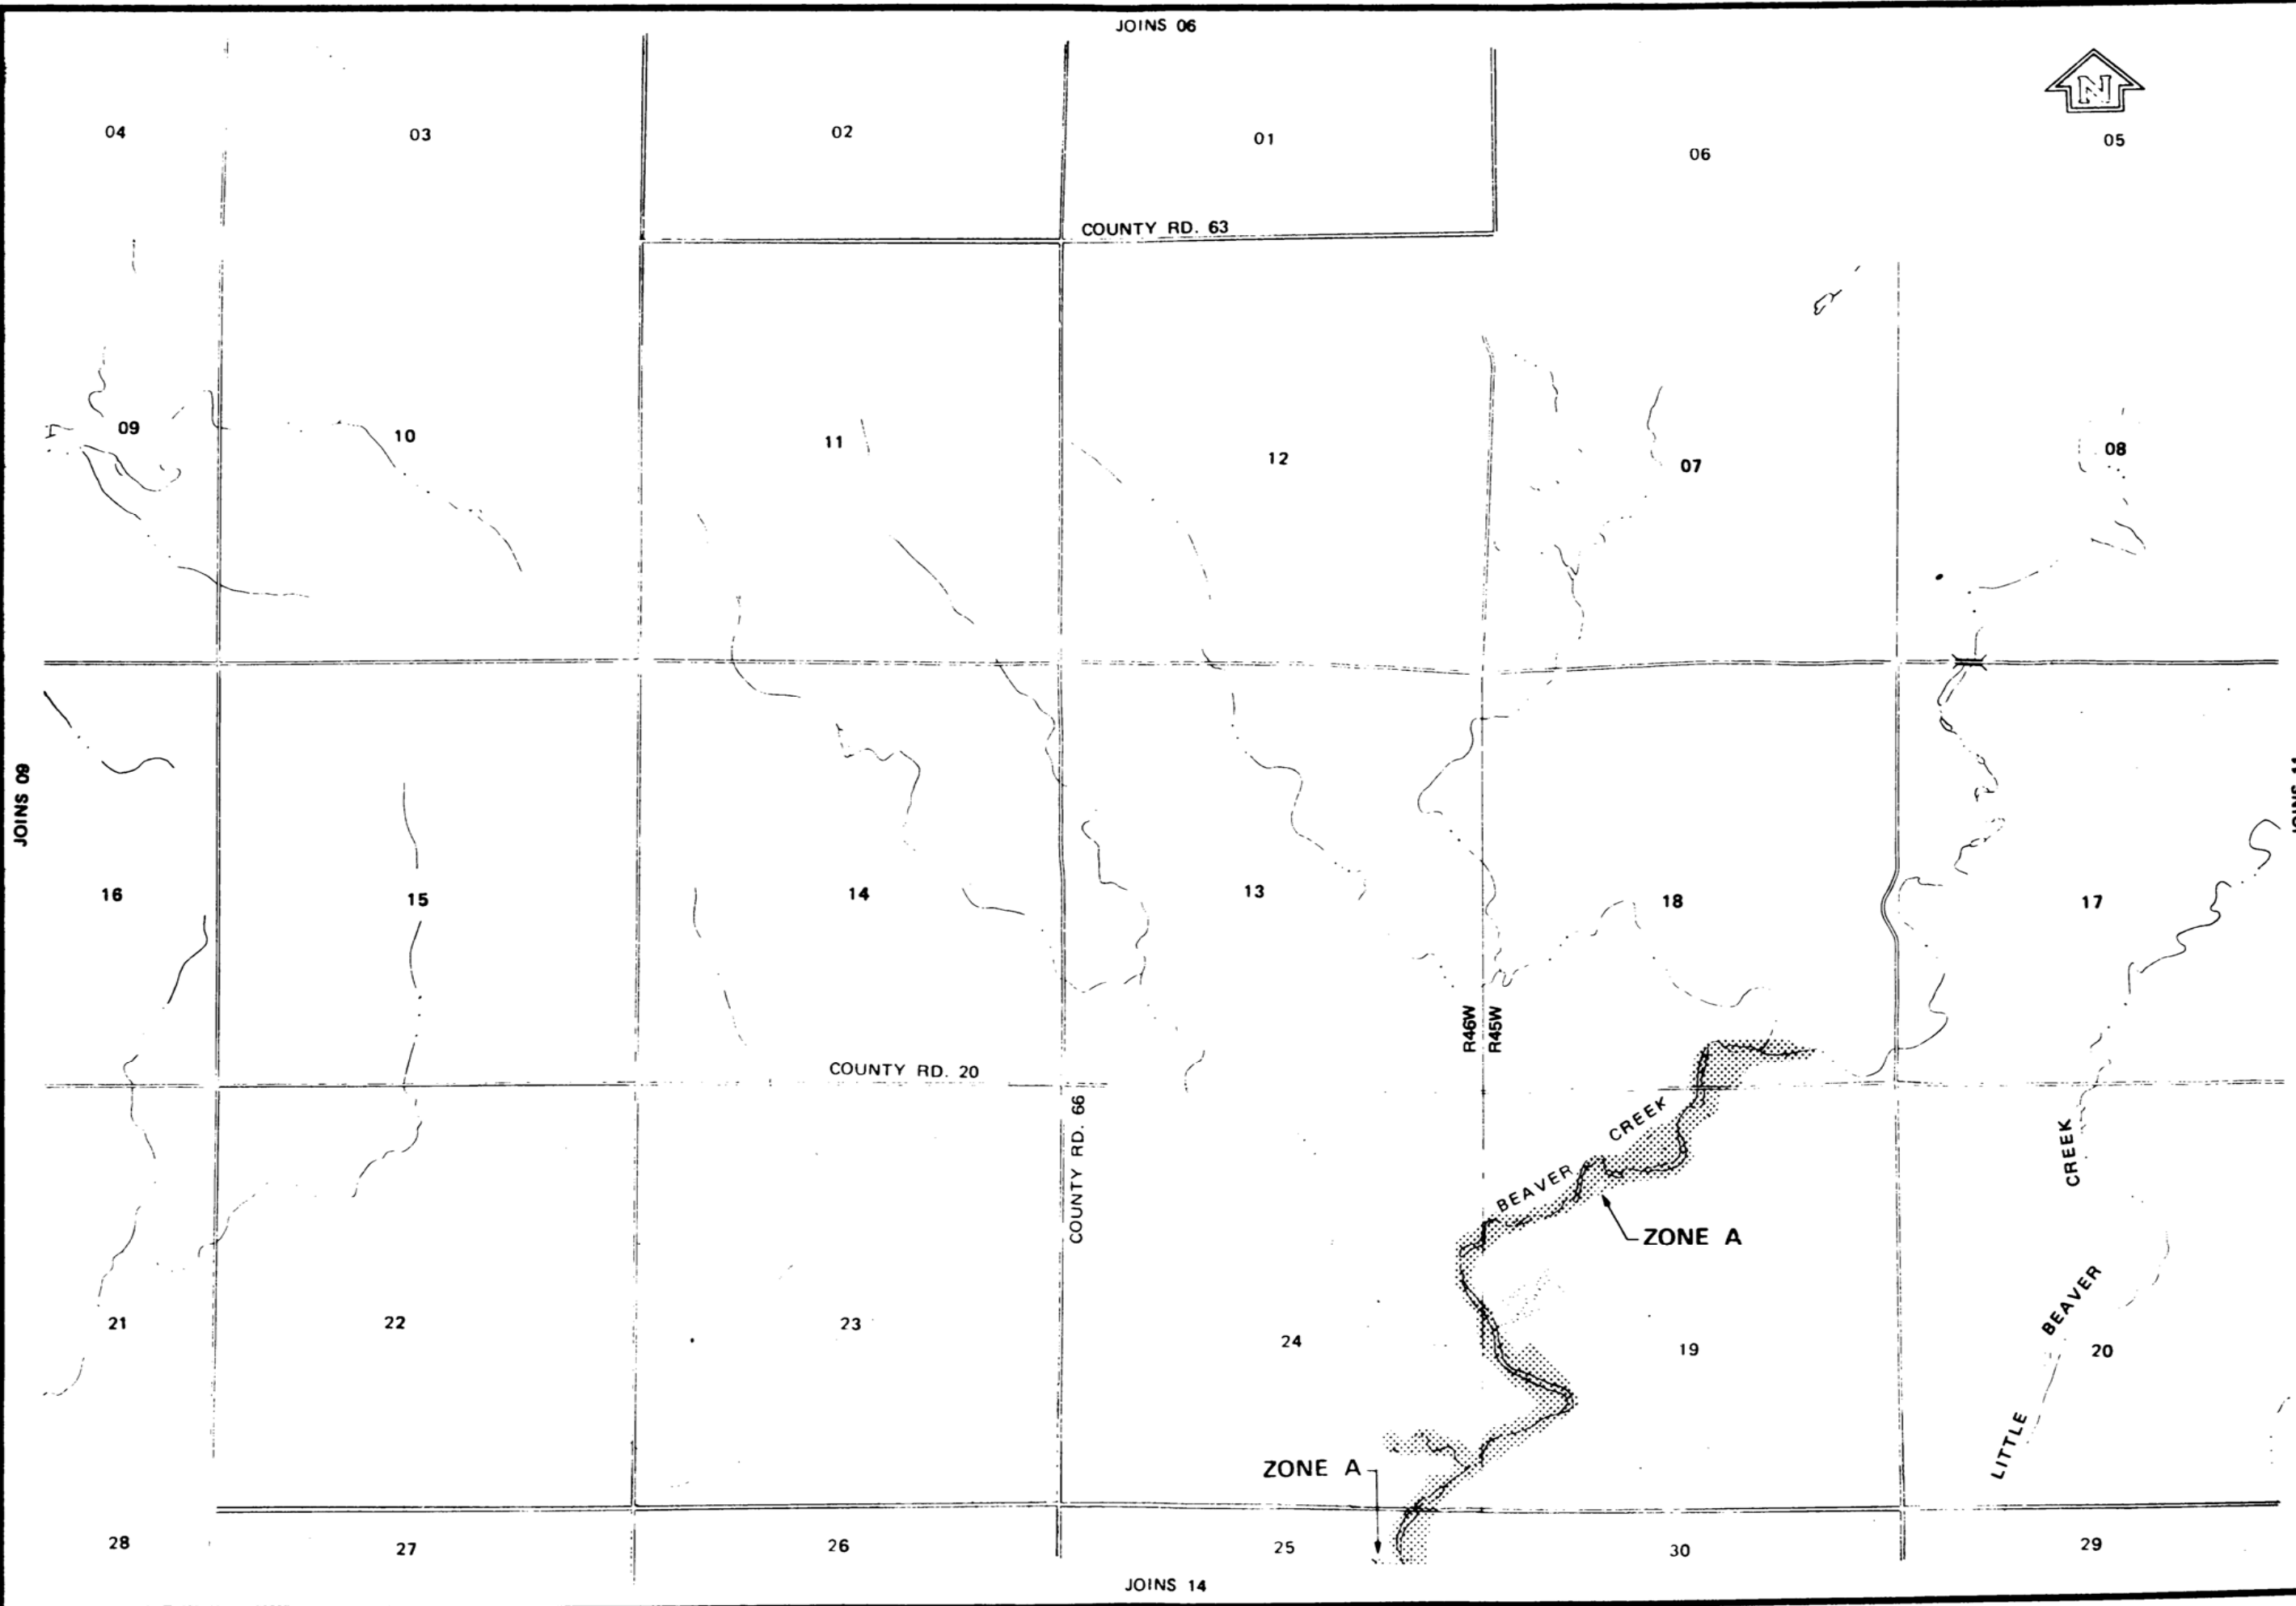 JOINS 06
N
04
03
02
01
06
05
COUNTY RD. 63
09
10
11
12
07
08
JOINS 09
16
15
14
13
18
17
R46W
R45W
COUNTY RD. 20
COUNTY RD. 66
BEAVER CREEK
ZONE A
LITTLE BEAVER CREEK
21
22
23
24
19
20
ZONE A
28
27
26
25
30
29
JOINS 14